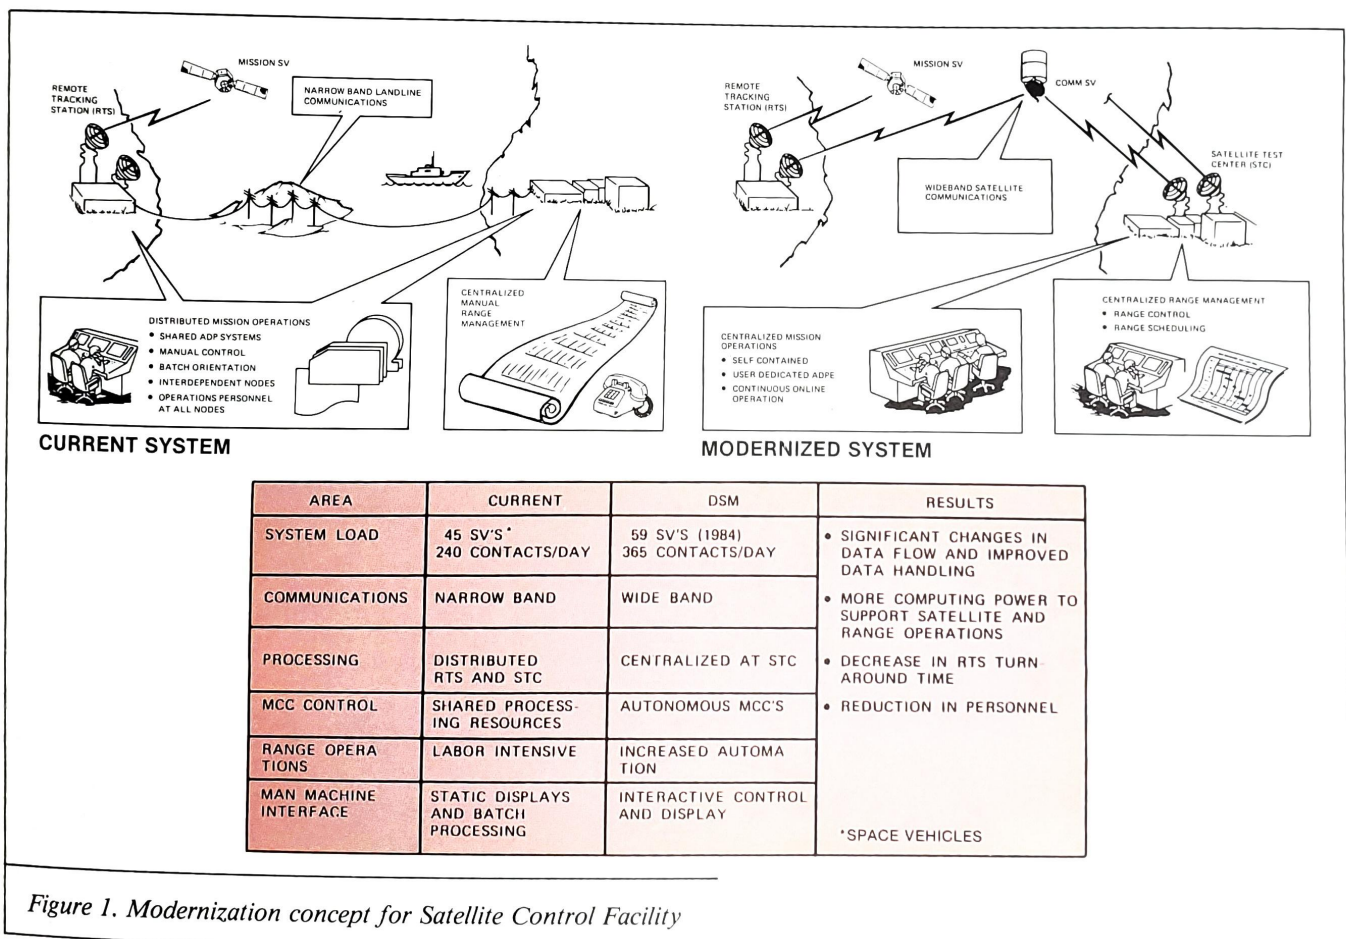 MISSION SV
REMOTE
TRACKING
STATION (RTS)
NARROW BAND LANDLINE
COMMUNICATIONS
DISTRIBUTED MISSION OPERATIONS
• SHARED ADP SYSTEMS
• MANUAL CONTROL
• BATCH ORIENTATION
• INTERDEPENDENT NODES
• OPERATIONS PERSONNEL
AT ALL NODES
CENTRALIZED
MANUAL
RANGE
MANAGEMENT
CURRENT SYSTEM
MISSION SV
COMM SV
REMOTE
TRACKING
STATION (RTS)
SATELLITE TEST
CENTER (STC)
WIDEBAND SATELLITE
COMMUNICATIONS
CENTRALIZED MISSION
OPERATIONS
• SELF CONTAINED
• USER DEDICATED ADPE
• CONTINUOUS ONLINE
OPERATION
CENTRALIZED RANGE MANAGEMENT
• RANGE CONTROL
• RANGE SCHEDULING
MODERNIZED SYSTEM
AREA CURRENT DSM RESULTS
SYSTEM LOAD
45 SV'S*
240 CONTACTS/DAY
59 SV'S (1984)
365 CONTACTS/DAY
COMMUNICATIONS
NARROW BAND
WIDE BAND
PROCESSING
DISTRIBUTED
RTS AND STC
CENTRALIZED AT STC
MCC CONTROL
SHARED PROCESS-
ING RESOURCES
AUTONOMOUS MCC'S
RANGE OPERA
TIONS
LABOR INTENSIVE
INCREASED AUTOMA
TION
MAN MACHINE
INTERFACE
STATIC DISPLAYS
AND BATCH
PROCESSING
INTERACTIVE CONTROL
AND DISPLAY
• SIGNIFICANT CHANGES IN
DATA FLOW AND IMPROVED
DATA HANDLING
• MORE COMPUTING POWER TO
SUPPORT SATELLITE AND
RANGE OPERATIONS
• DECREASE IN RTS TURN-
AROUND TIME
• REDUCTION IN PERSONNEL
*SPACE VEHICLES
Figure 1. Modernization concept for Satellite Control Facility